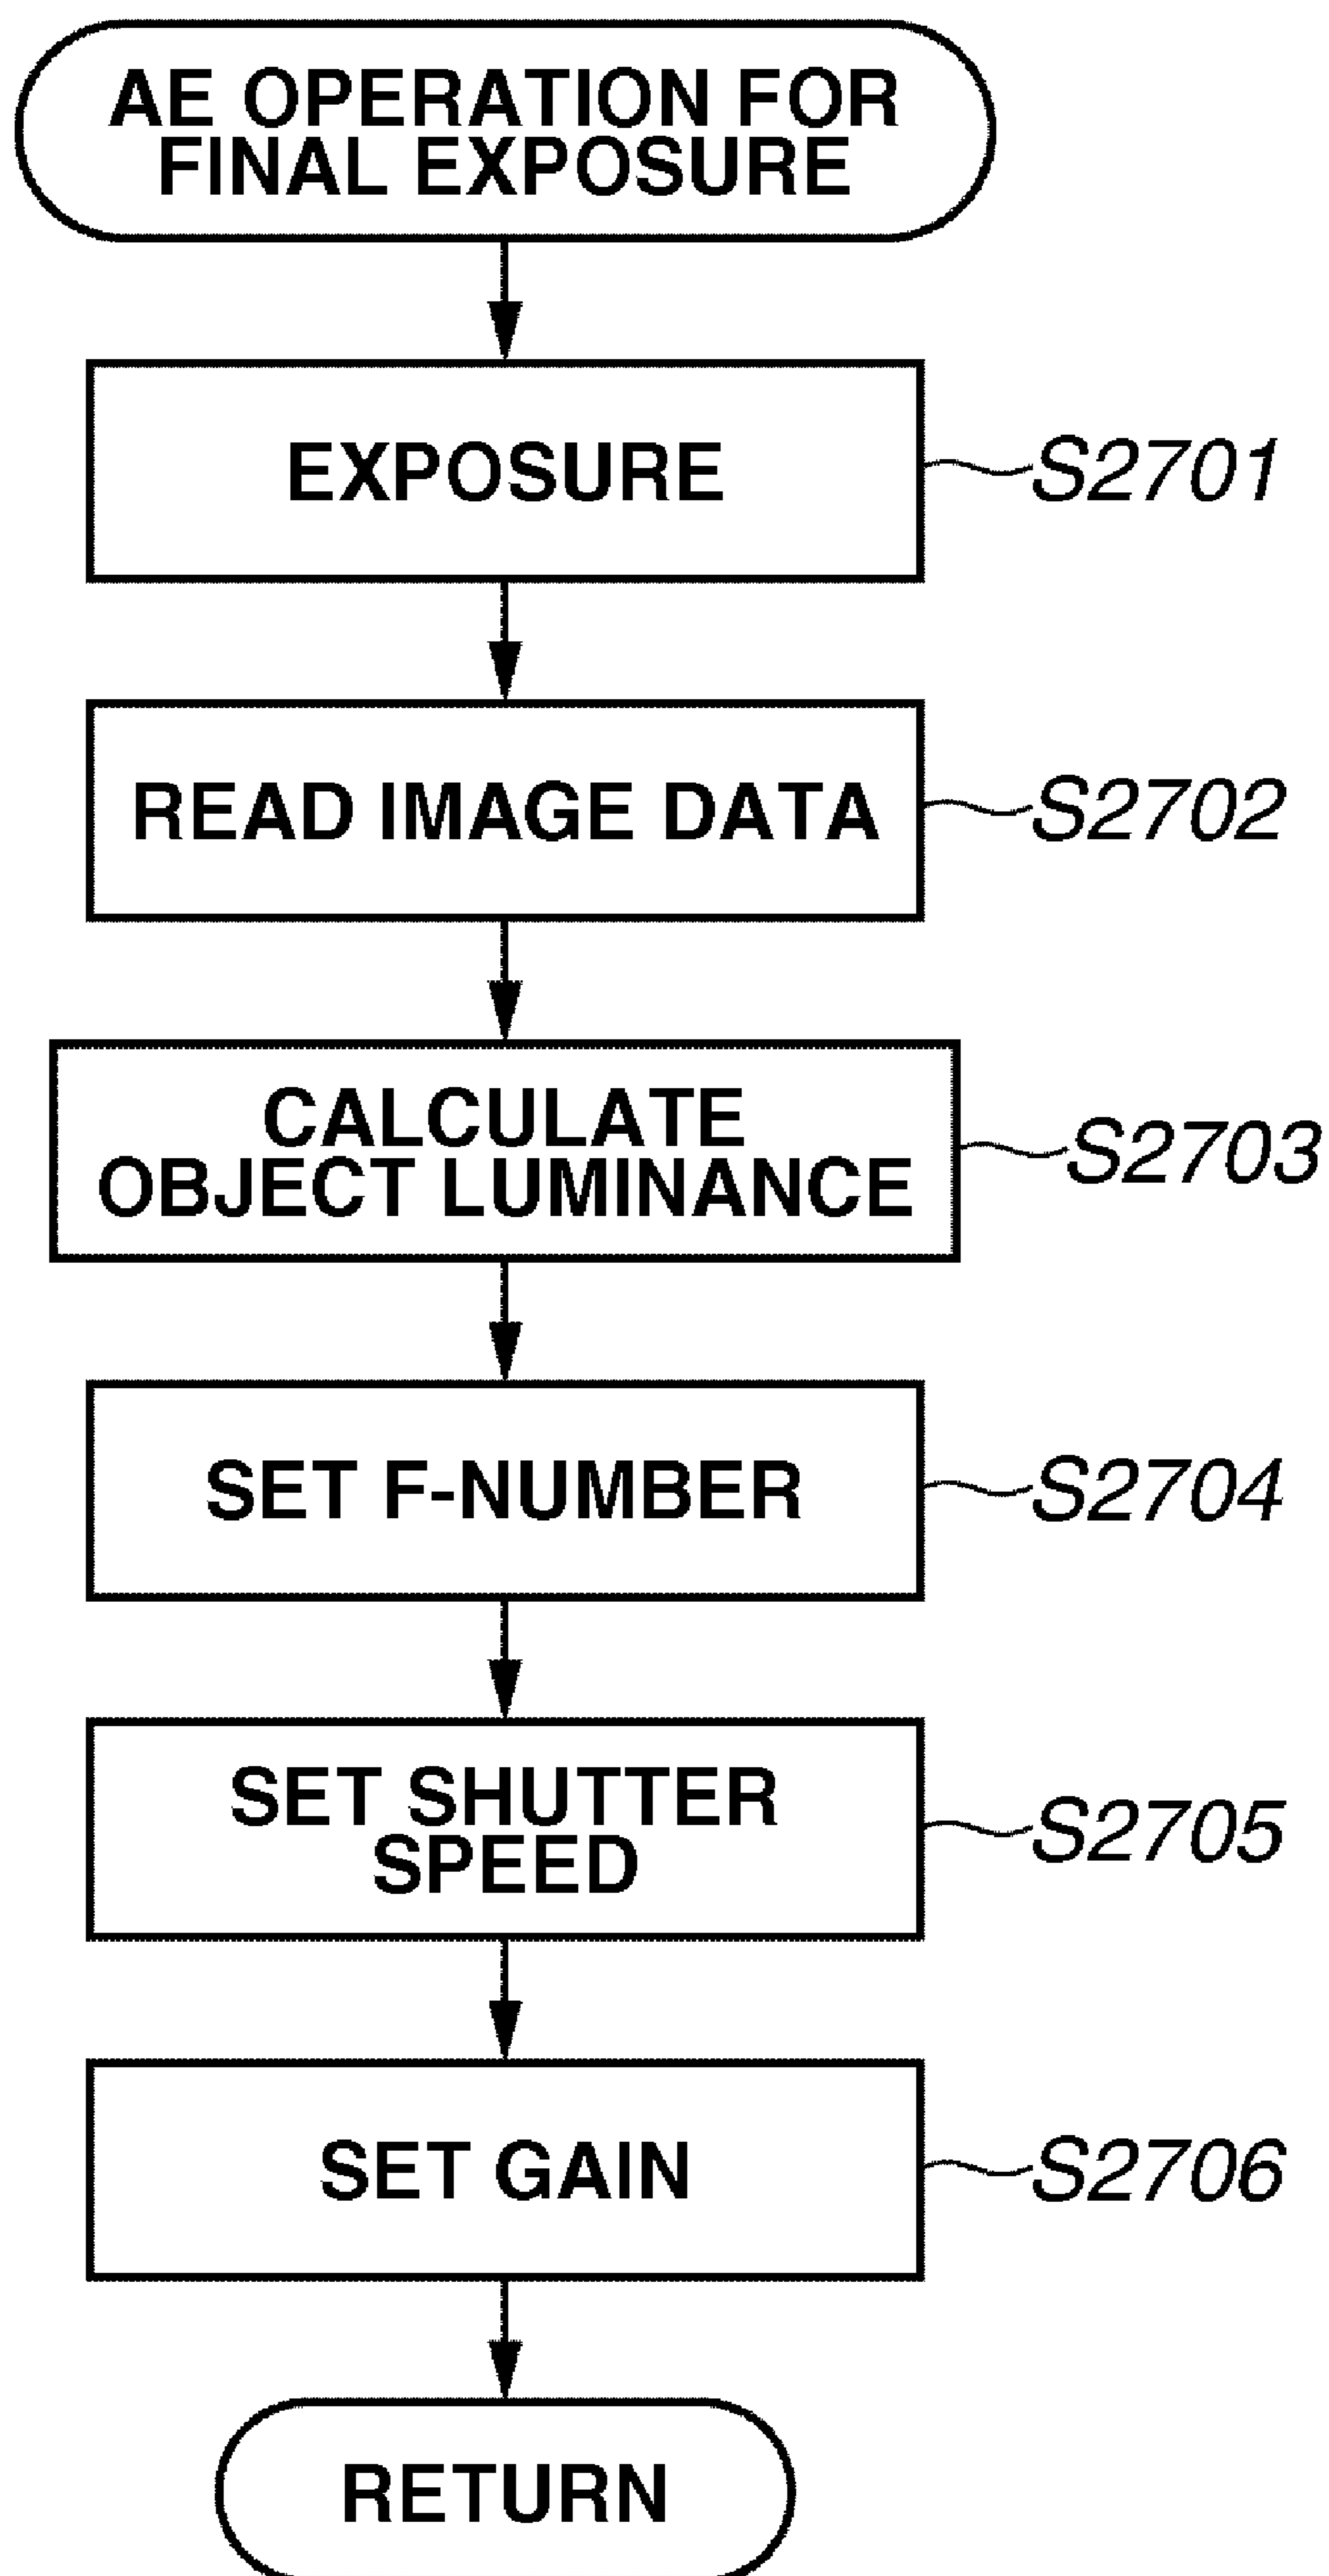 AE OPERATION FOR
FINAL EXPOSURE
EXPOSURE
S2701
READ IMAGE DATA
S2702
CALCULATE
OBJECT LUMINANCE
S2703
SET F-NUMBER
S2704
SET SHUTTER
SPEED
S2705
SET GAIN
S2706
RETURN